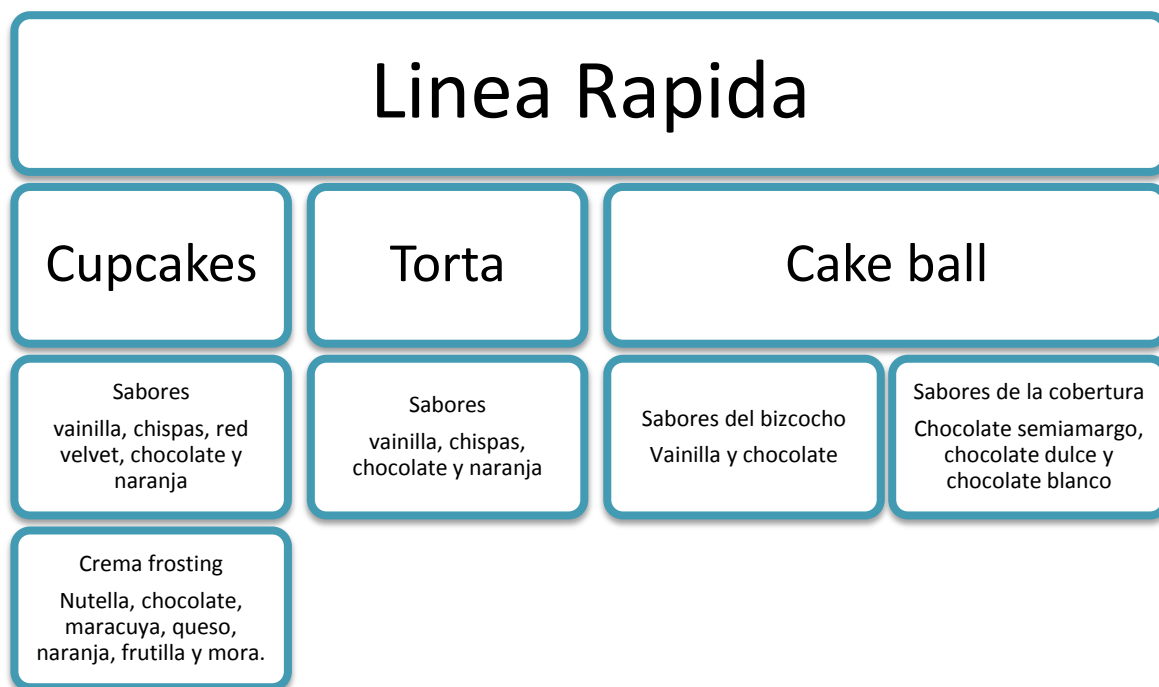 Linea Rapida
Cupcakes
Torta
Cake ball
Sabores
vainilla, chispas, red
velvet, chocolate y
naranja
Sabores
vainilla, chispas,
chocolate y naranja
Sabores del bizcocho
Vainilla y chocolate
Sabores de la cobertura
Chocolate semiamargo,
chocolate dulce y
chocolate blanco
Crema frosting
Nutella, chocolate,
maracuya, queso,
naranja, frutilla y mora.